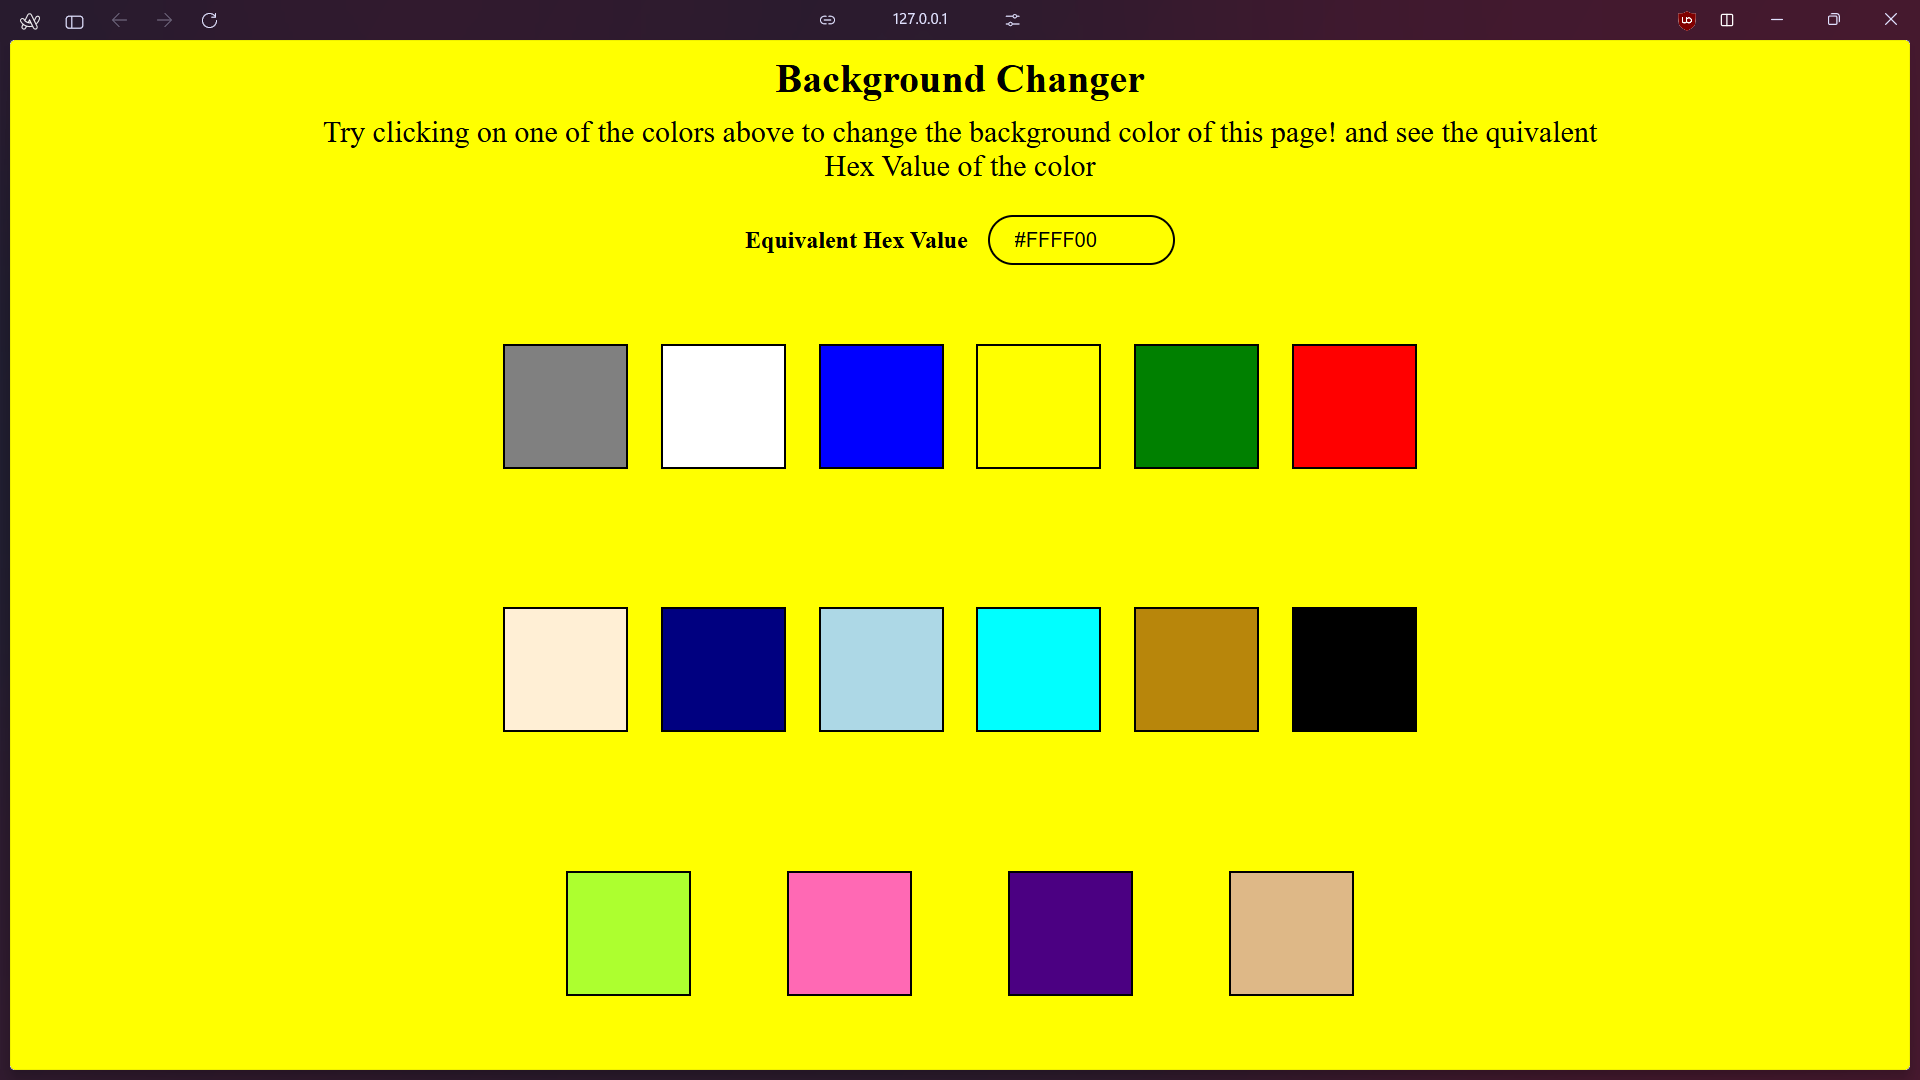 127.0.0.1
Background Changer
Try clicking on one of the colors above to change the background color of this page! and see the quivalent
Hex Value of the color
Equivalent Hex Value #FFFF00